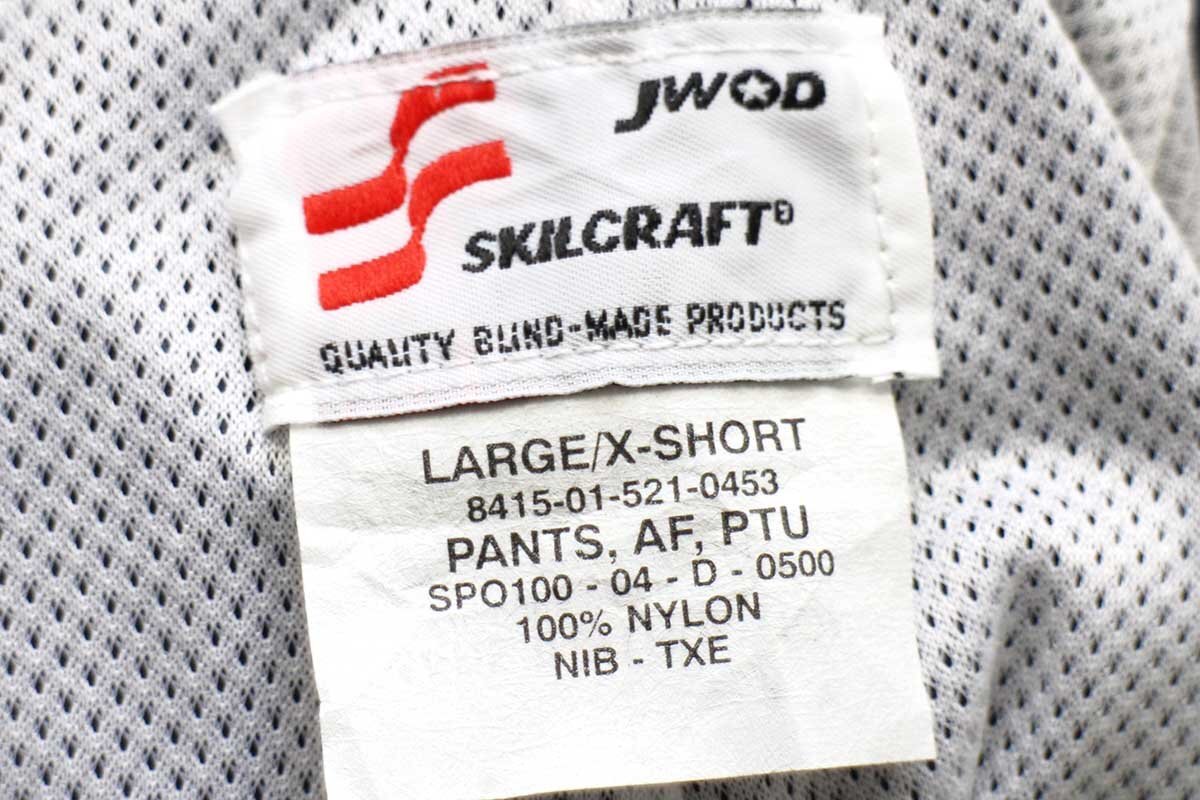 JWOD
SKILCRAFT®
QUALITY BLIND-MADE PRODUCTS
LARGE/X-SHORT
8415-01-521-0453
PANTS, AF, PTU
SPO100 - 04 - D - 0500
100% NYLON
NIB - TXE